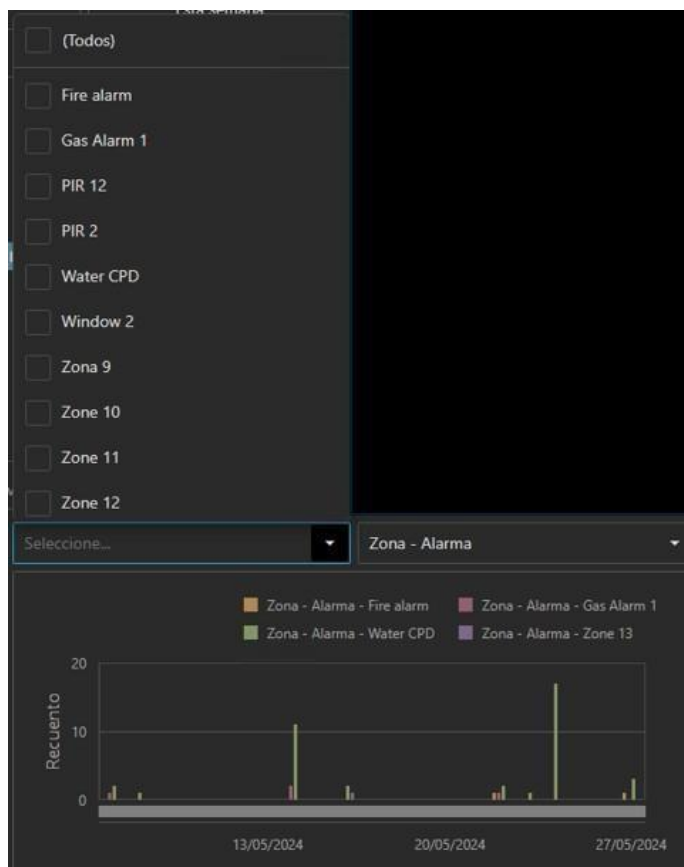 Esta Semana
(Todos)
Fire alarm
Gas Alarm 1
PIR 12
PIR 2
Water CPD
Window 2
Zona 9
Zone 10
Zone 11
Zone 12
Seleccione...
Zona - Alarma
Zona - Alarma - Fire alarm
Zona - Alarma - Gas Alarm 1
Zona - Alarma - Water CPD
Zona - Alarma - Zone 13
Recuento
20
10
0
13/05/2024
20/05/2024
27/05/2024